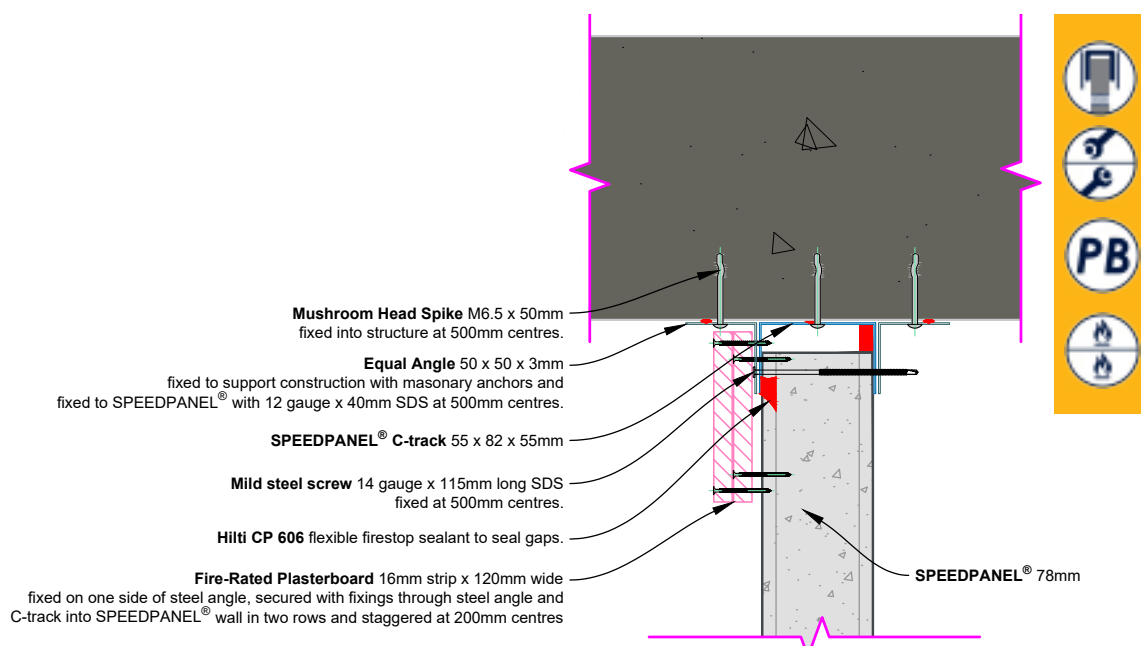 Mushroom Head Spike M6.5 x 50mm
fixed into structure at 500mm centres.
Equal Angle 50 x 50 x 3mm
fixed to support construction with masonary anchors and
fixed to SPEEDPANEL® with 12 gauge x 40mm SDS at 500mm centres.
SPEEDPANEL® C-track 55 x 82 x 55mm
Mild steel screw 14 gauge x 115mm long SDS
fixed at 500mm centres.
Hilti CP 606 flexible firestop sealant to seal gaps.
Fire-Rated Plasterboard 16mm strip x 120mm wide
fixed on one side of steel angle, secured with fixings through steel angle and
C-track into SPEEDPANEL® wall in two rows and staggered at 200mm centres
SPEEDPANEL® 78mm
PB